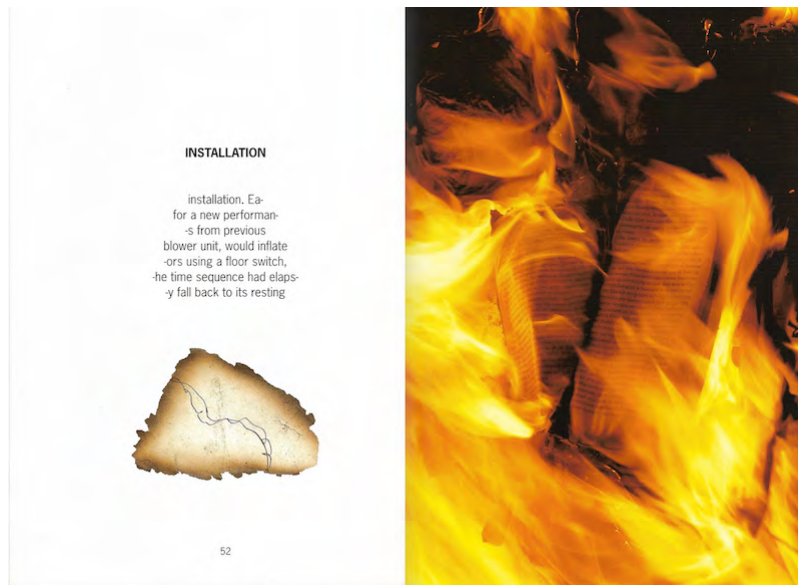 INSTALLATION
installation. Ea-
for a new performan-
-s from previous
blower unit, would inflate
-ors using a floor switch,
-he time sequence had elaps-
-y fall back to its resting
52